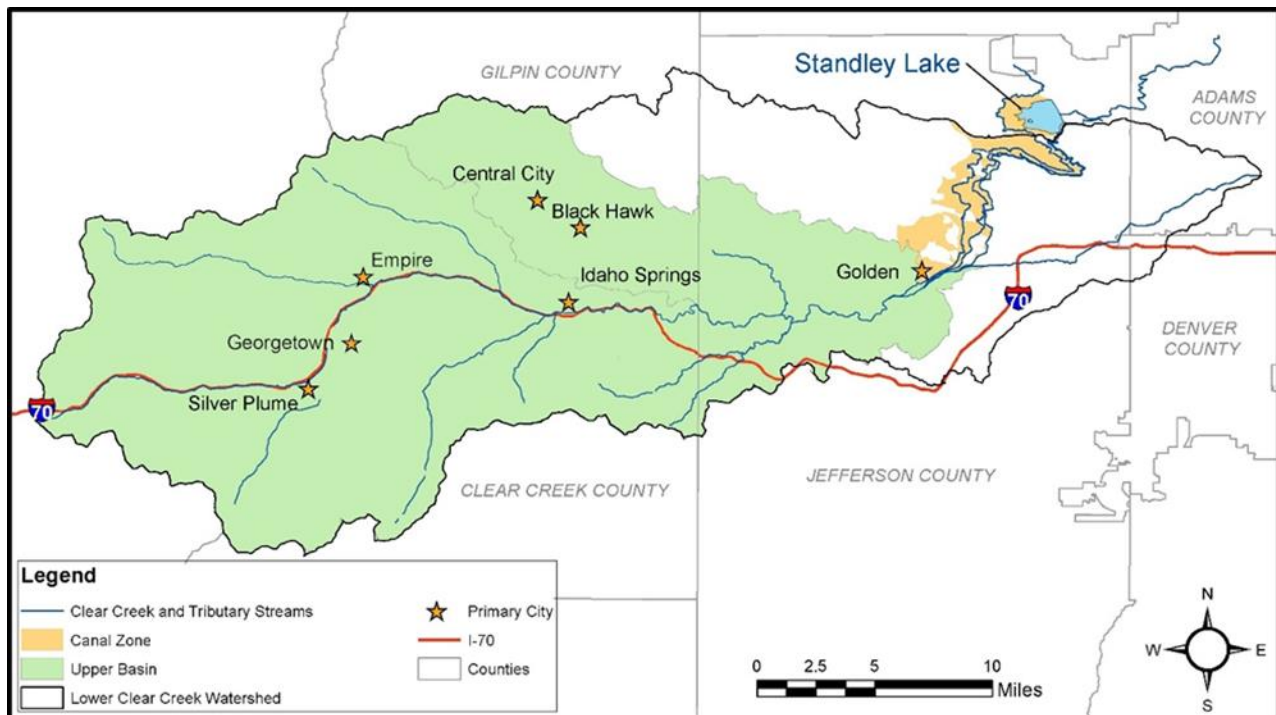 GILPIN COUNTY
Standley Lake
ADAMS
COUNTY
Central City
Black Hawk
Empire
Idaho Springs
Golden
70
Georgetown
DENVER
COUNTY
Silver Plume
70
CLEAR CREEK COUNTY
JEFFERSON COUNTY
Legend
Clear Creek and Tributary Streams
Primary City
Canal Zone
I-70
Upper Basin
Counties
Lower Clear Creek Watershed
0 2.5 5 10
Miles
N
W E
S